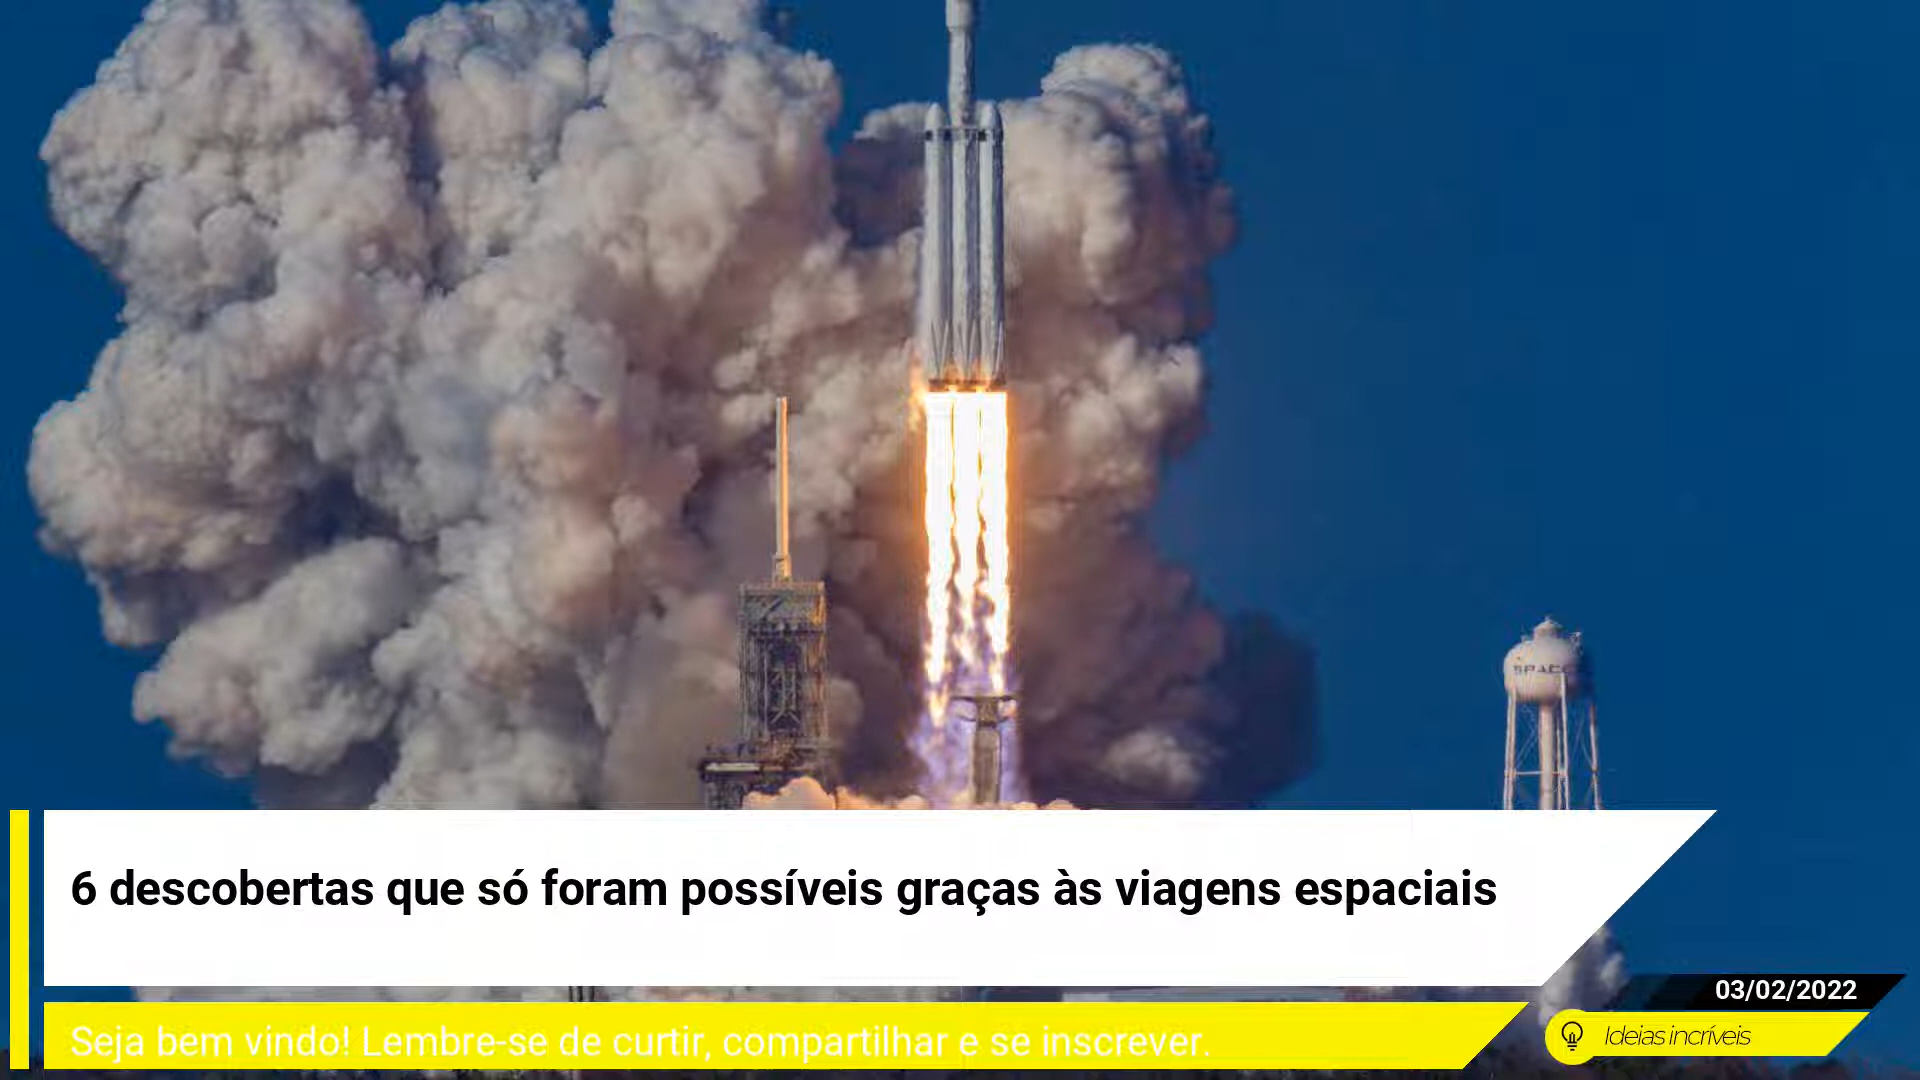 SPACE
6 descobertas que só foram possíveis graças às viagens espaciais
03/02/2022
Seja bem vindo! Lembre-se de curtir, compartilhar e se inscrever.
Ideias incríveis